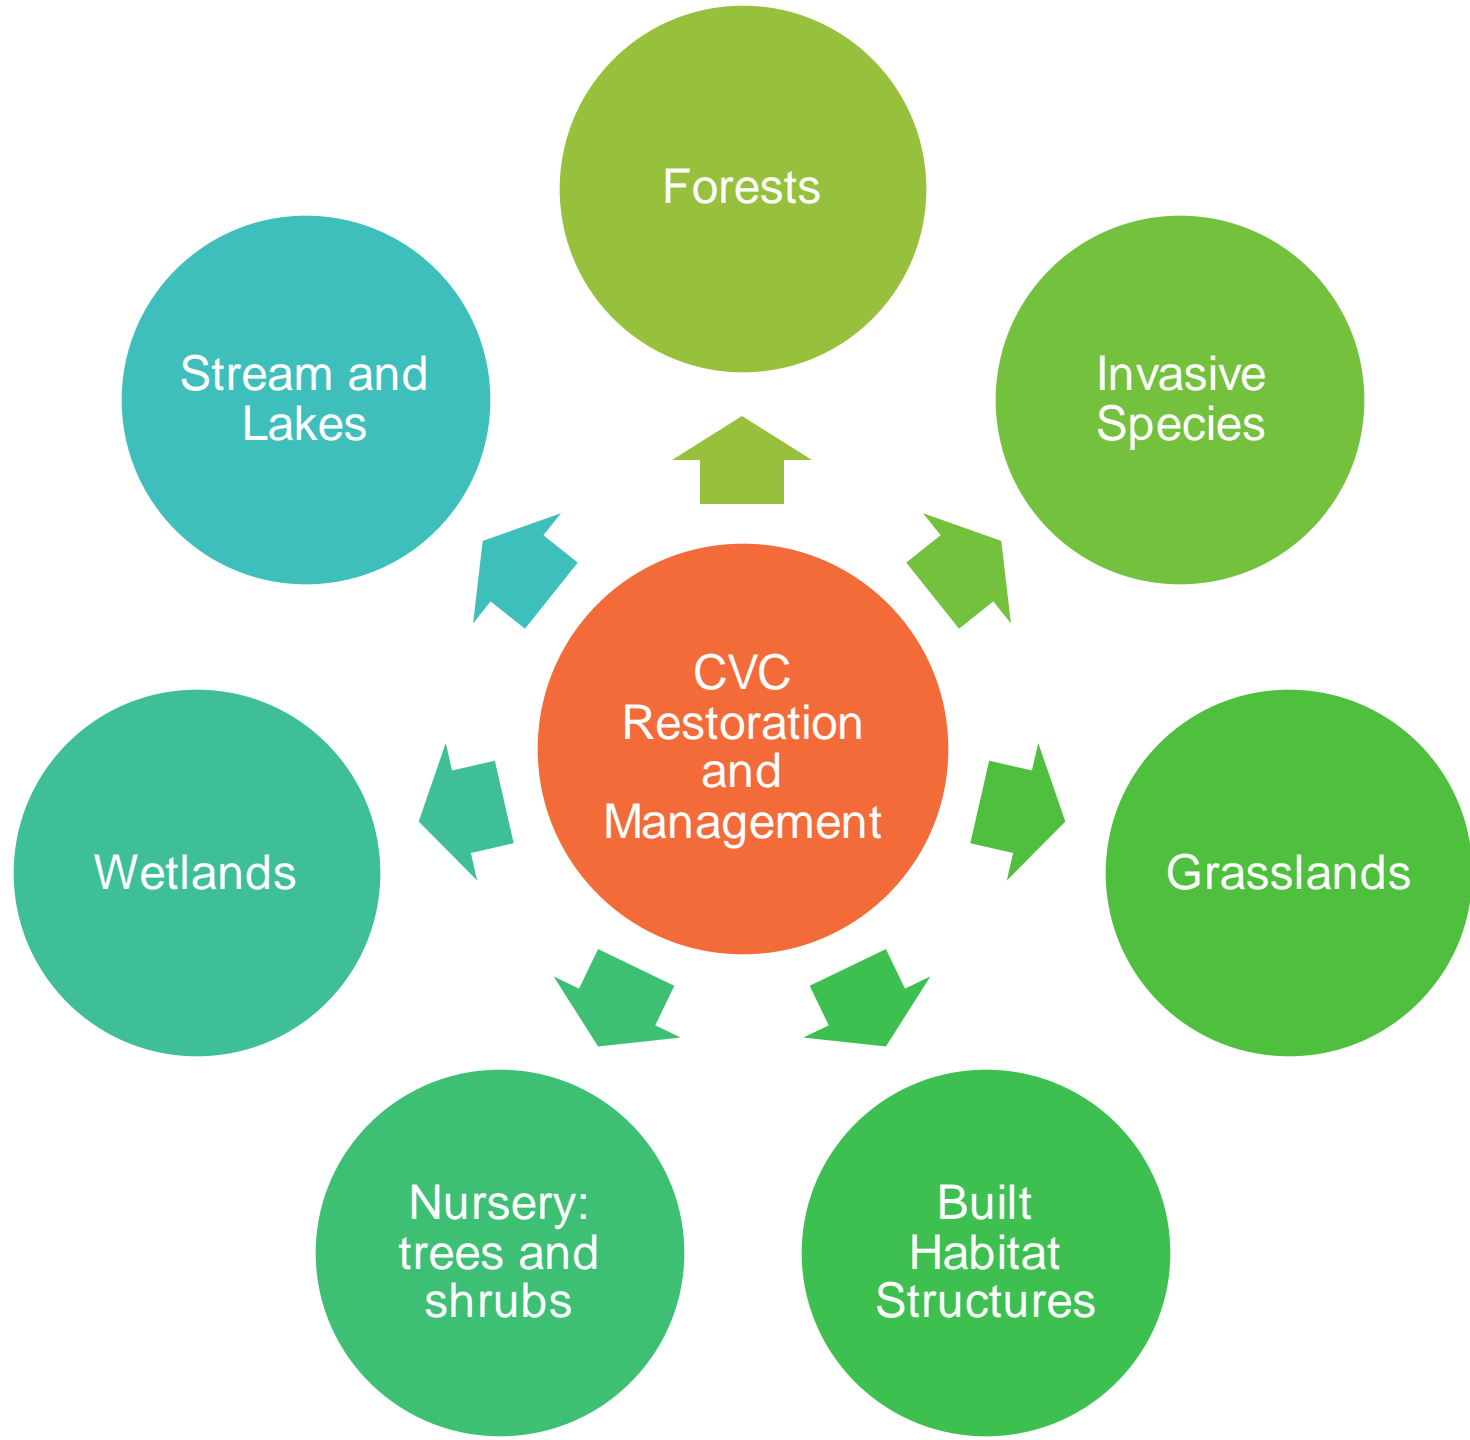 Forests
Stream and
Lakes
Invasive
Species
CVC
Restoration
and
Management
Wetlands
Grasslands
Nursery:
trees and
shrubs
Built
Habitat
Structures